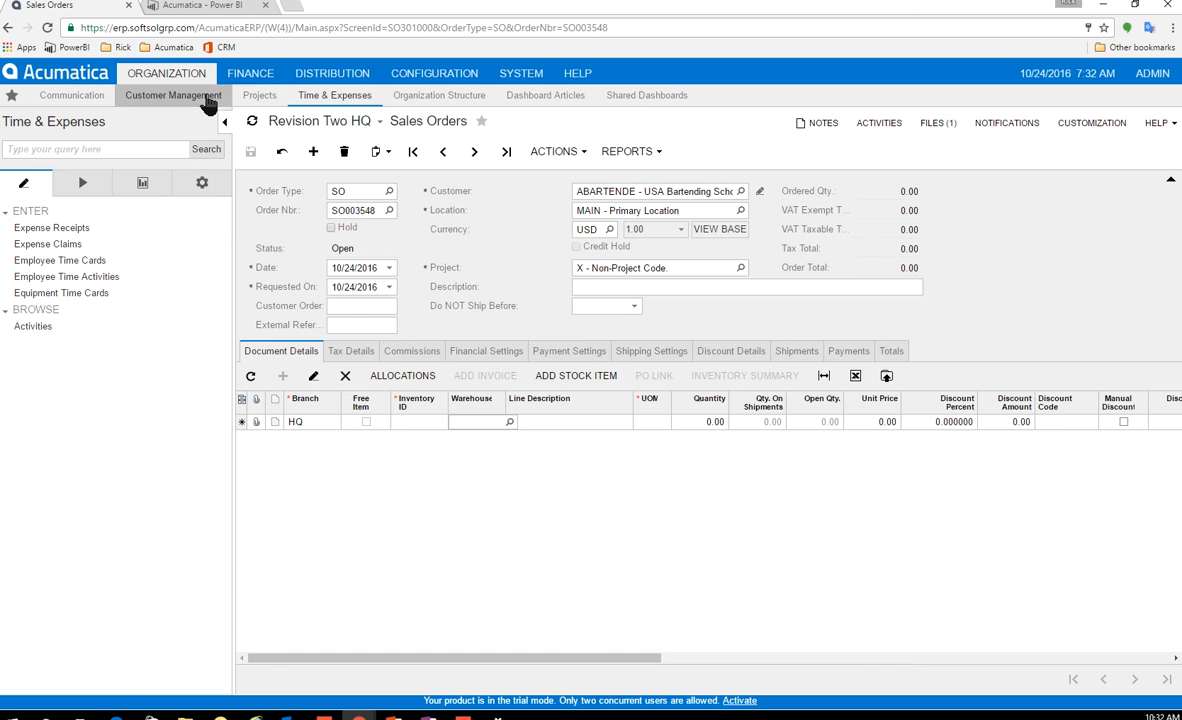 Sales Orders
Acumatica - Power BI
Rick
https://erp.softsolgrp.com/AcumaticaERP/(W(4))/Main.aspx?ScreenId=SO301000&OrderType=SO&OrderNbr=SO003548
Apps PowerBI Rick Acumatica CRM Other bookmarks
Acumatica ORGANIZATION FINANCE DISTRIBUTION CONFIGURATION SYSTEM HELP 10/24/2016 7:32 AM ADMIN
Communication Customer Management Projects Time & Expenses Organization Structure Dashboard Articles Shared Dashboards
Time & Expenses
Revision Two HQ - Sales Orders
NOTES ACTIVITIES FILES (1) NOTIFICATIONS CUSTOMIZATION HELP
Type your query here Search
ACTIONS REPORTS
ENTER
Expense Receipts
Expense Claims
Employee Time Cards
Employee Time Activities
Equipment Time Cards
BROWSE
Activities
* Order Type: SO * Customer: ABARTENDE - USA Bartending Scho Ordered Qty.: 0.00
Order Nbr.: SO003548 * Location: MAIN - Primary Location VAT Exempt T... 0.00
Hold Currency: USD 1.00 VIEW BASE VAT Taxable T... 0.00
Status: Open Credit Hold Tax Total: 0.00
* Date: 10/24/2016 * Project: X - Non-Project Code. Order Total: 0.00
* Requested On: 10/24/2016 Description:
Customer Order: Do NOT Ship Before:
External Refer...
Document Details Tax Details Commissions Financial Settings Payment Settings Shipping Settings Discount Details Shipments Payments Totals
ALLOCATIONS ADD INVOICE ADD STOCK ITEM PO LINK INVENTORY SUMMARY
* Branch Free Item * Inventory ID Warehouse Line Description * UOM Quantity Qty. On Shipments Open Qty. Unit Price Discount Percent Discount Amount Discount Code Manual Discount Disc
HQ 0.00 0.00 0.00 0.00 0.000000 0.00
Your product is in the trial mode. Only two concurrent users are allowed. Activate
10:32 AM